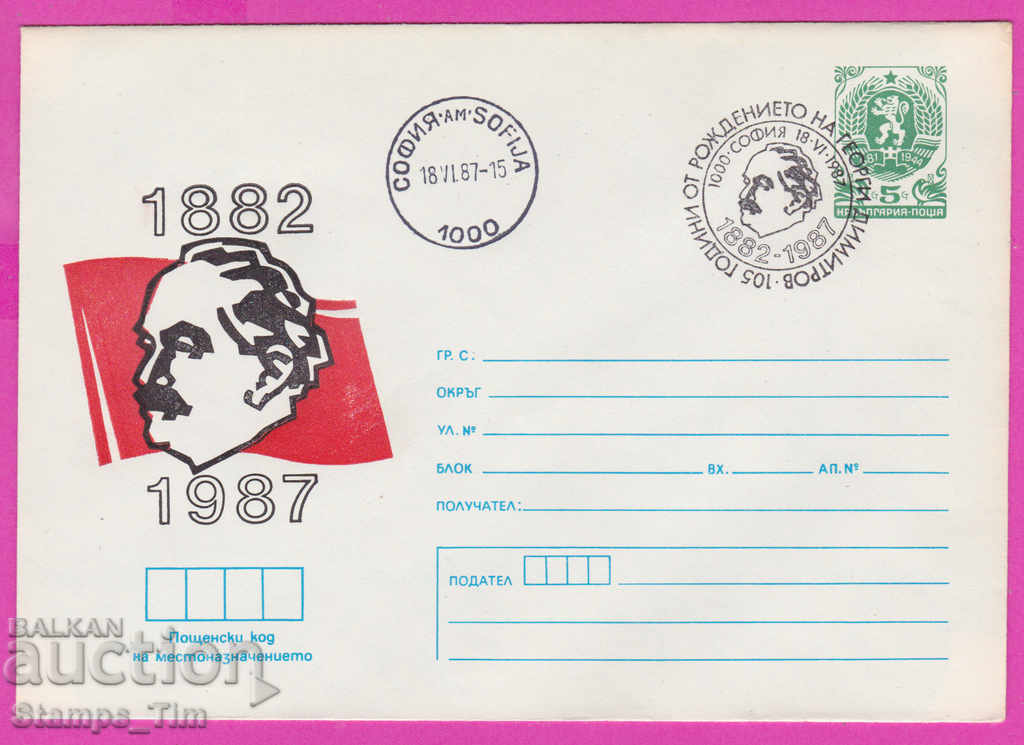 1882
1987
СОФИЯ·АМ·SOFIJA
18.VI.87-15
1000
105 ГОДИНИ ОТ РОЖДЕНИЕТО НА ГЕОРГИ ДИМИТРОВ·
1000·СОФИЯ 18·VI·1987
1882-1987
681 1944
5
НР БЪЛГАРИЯ·ПОЩА
ГР. С:
ОКРЪГ
УЛ. №
БЛОК ВХ. АП. №
ПОЛУЧАТЕЛ:
ПОДАТЕЛ
Пощенски код
на местоназначението
BALKAN
auction
Stamps_Tim